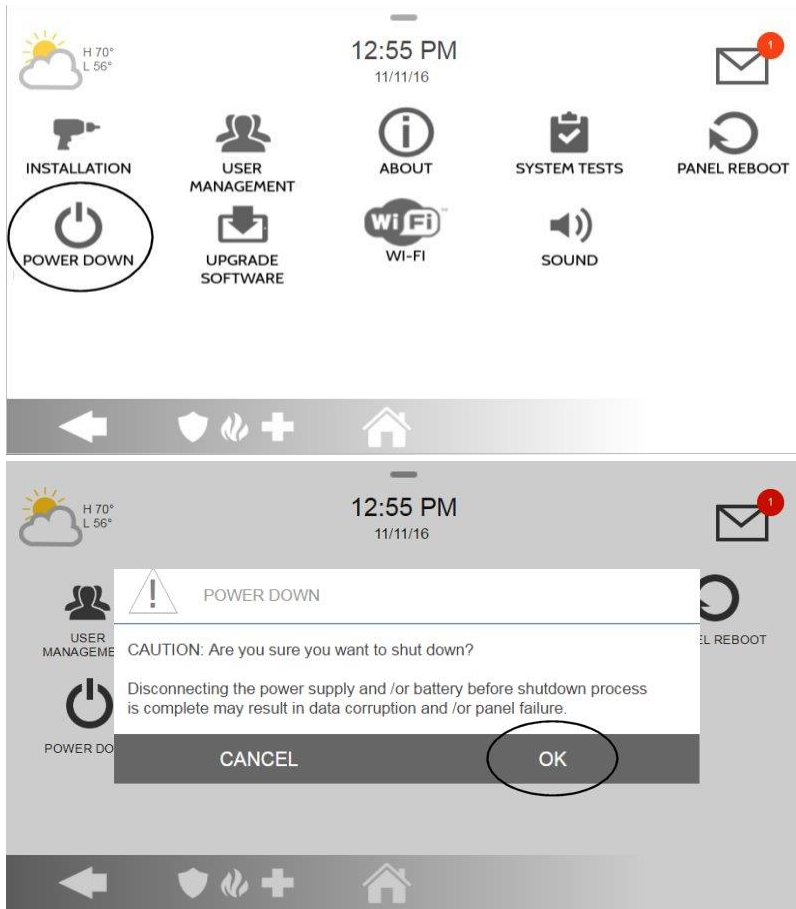 H 70°
L 56°
12:55 PM
11/11/16
1
INSTALLATION
USER
MANAGEMENT
ABOUT
SYSTEM TESTS
PANEL REBOOT
POWER DOWN
UPGRADE
SOFTWARE
Wi Fi
WI-FI
SOUND
H 70°
L 56°
12:55 PM
11/11/16
1
USER
MANAGEME
EL REBOOT
POWER DO
! POWER DOWN
CAUTION: Are you sure you want to shut down?
Disconnecting the power supply and /or battery before shutdown process
is complete may result in data corruption and /or panel failure.
CANCEL OK